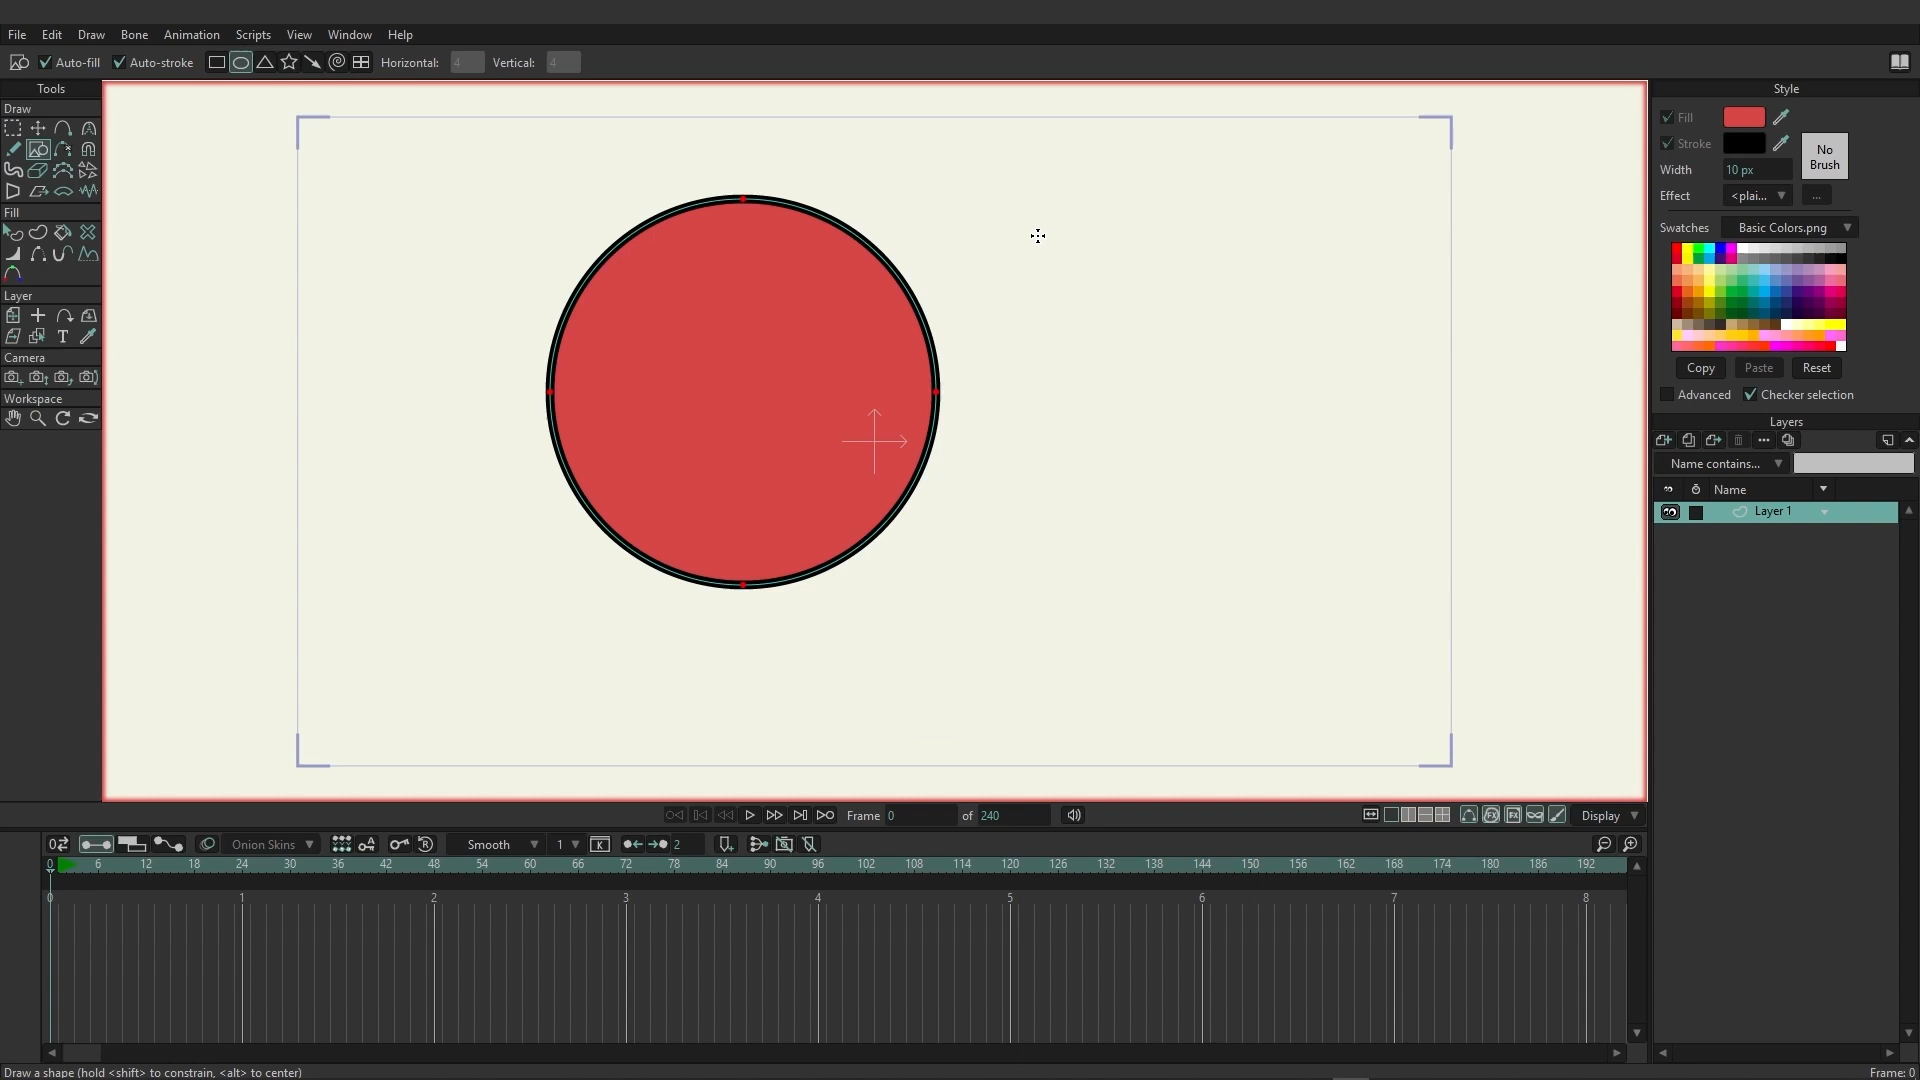 File Edit Draw Bone Animation Scripts View Window Help
Auto-fill Auto-stroke Horizontal: 4 Vertical: 4
Tools
Draw
Fill
Layer
T
Camera
Workspace
Style
Fill
Stroke
No
Brush
Width 10 px
Effect <plai... ...
Swatches Basic Colors.png
Copy Paste Reset
Advanced Checker selection
Layers
Name contains...
Name
Layer 1
Frame 0 of 240 Display
Onion Skins Smooth 1 K 2
0 6 12 18 24 30 36 42 48 54 60 66 72 78 84 90 96 102 108 114 120 126 132 138 144 150 156 162 168 174 180 186 192
0 1 2 3 4 5 6 7 8
Draw a shape (hold <shift> to constrain, <alt> to center) Frame: 0